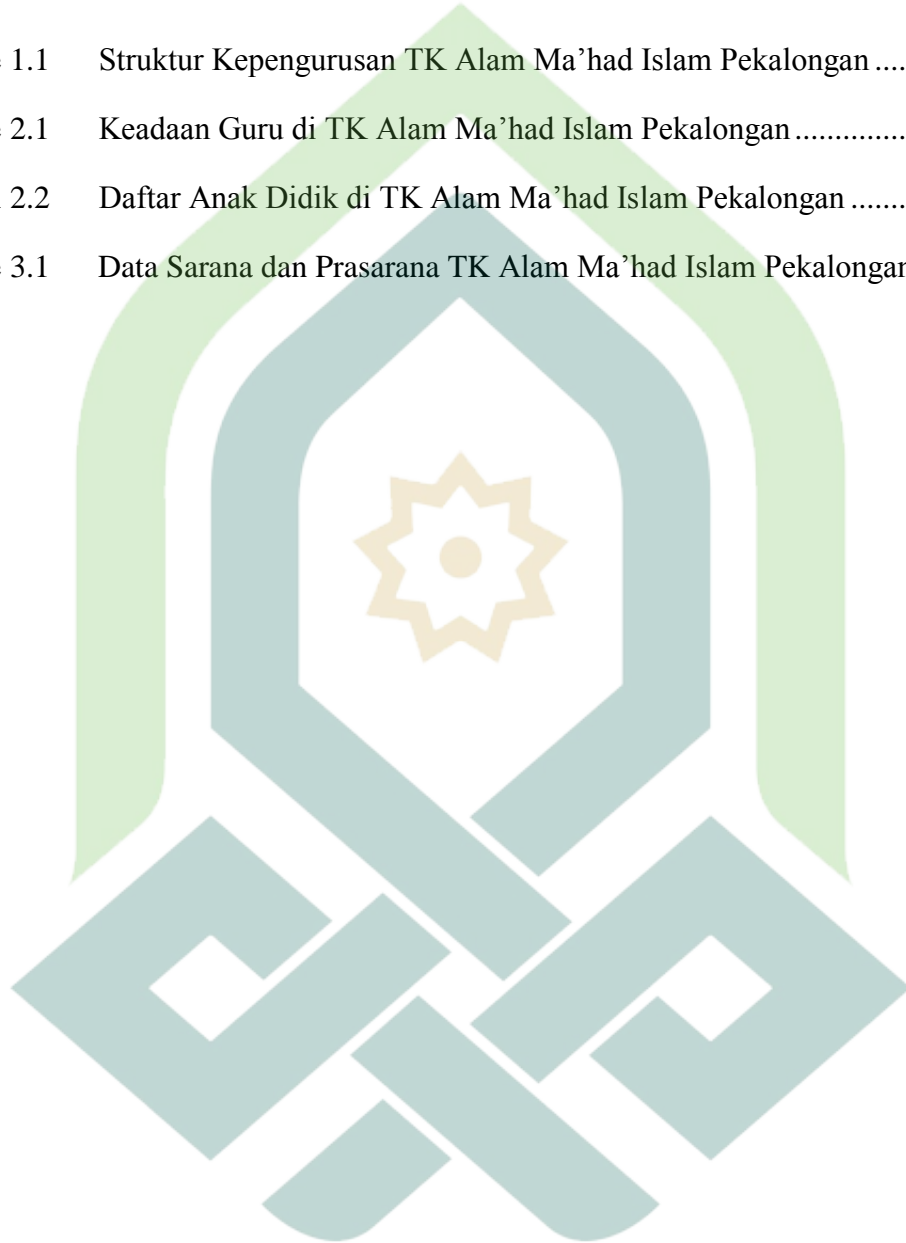 1.1 Struktur Kepengurusan TK Alam Ma’had Islam Pekalongan ....
2.1 Keadaan Guru di TK Alam Ma’had Islam Pekalongan ..............
2.2 Daftar Anak Didik di TK Alam Ma’had Islam Pekalongan .......
3.1 Data Sarana dan Prasarana TK Alam Ma’had Islam Pekalongan